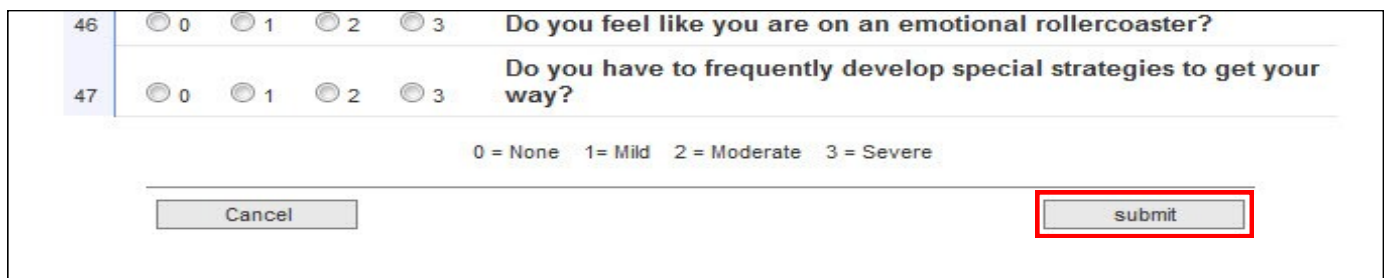 46 0 1 2 3 Do you feel like you are on an emotional rollercoaster?
Do you have to frequently develop special strategies to get your
47 0 1 2 3 way?
0 = None 1= Mild 2 = Moderate 3 = Severe
Cancel submit